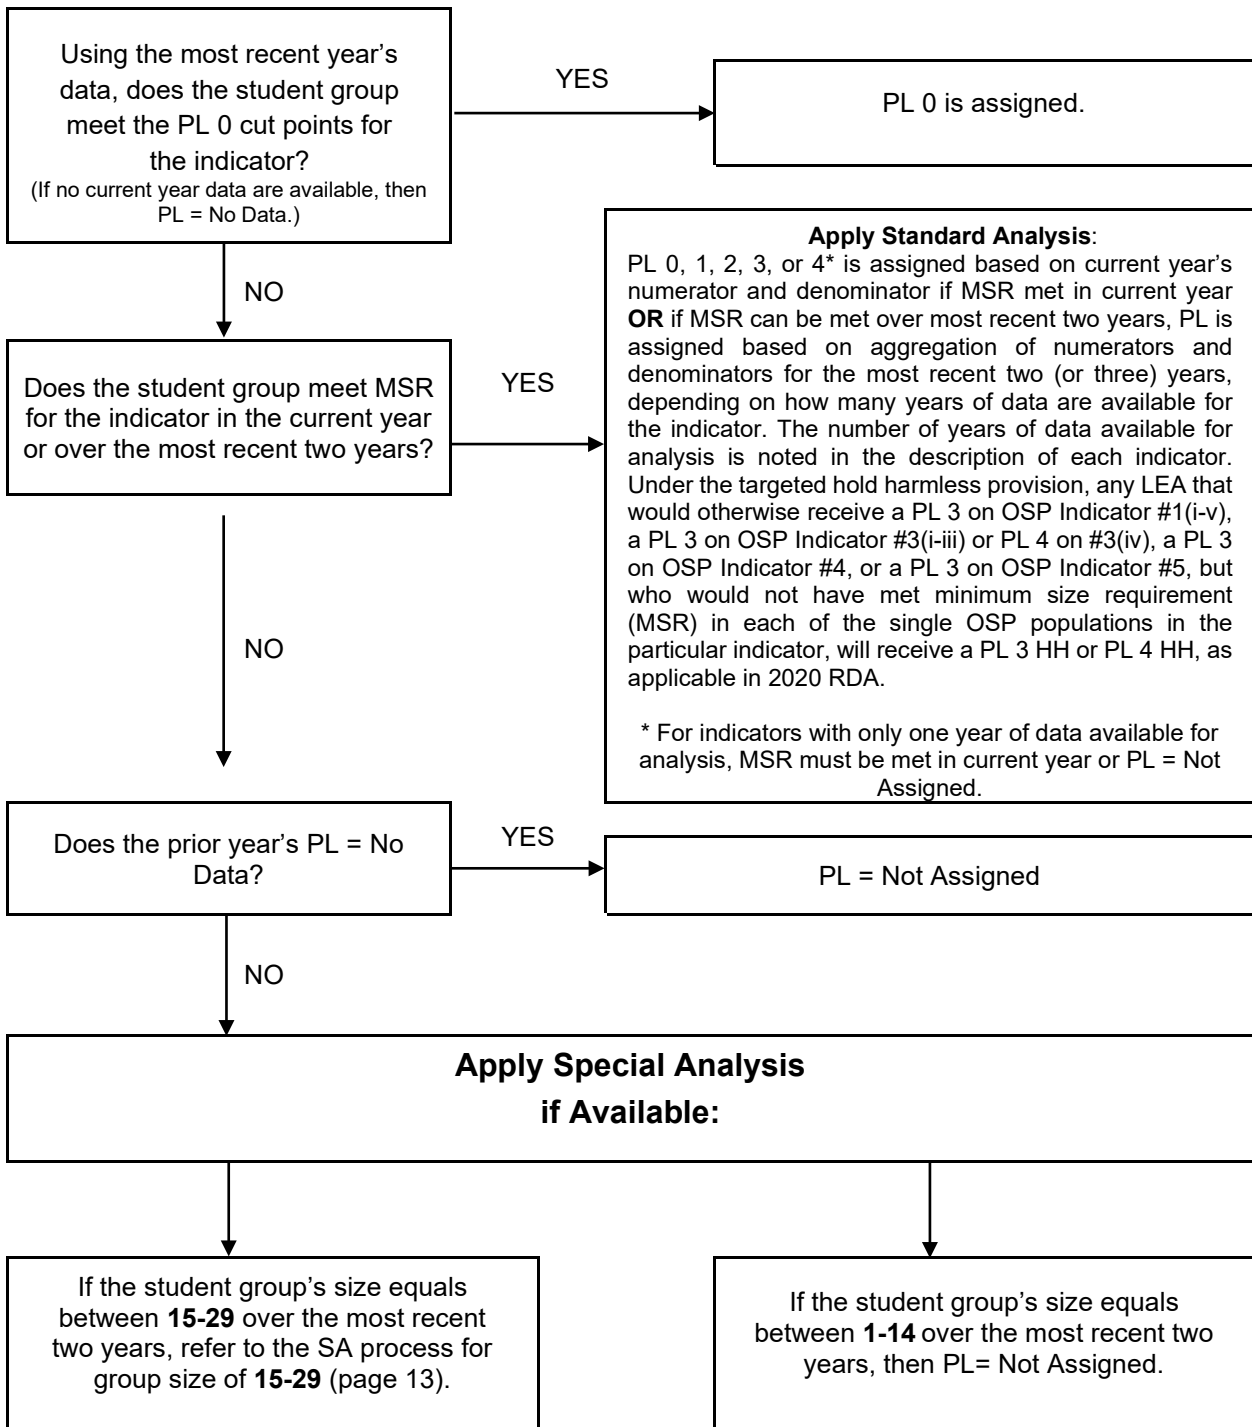 Using the most recent year’s
data, does the student group
meet the PL 0 cut points for
the indicator?
(If no current year data are available, then
PL = No Data.)
YES
PL 0 is assigned.
NO
Does the student group meet MSR
for the indicator in the current year
or over the most recent two years?
YES
Apply Standard Analysis:
PL 0, 1, 2, 3, or 4* is assigned based on current year’s
numerator and denominator if MSR met in current year
OR if MSR can be met over most recent two years, PL is
assigned based on aggregation of numerators and
denominators for the most recent two (or three) years,
depending on how many years of data are available for
the indicator. The number of years of data available for
analysis is noted in the description of each indicator.
Under the targeted hold harmless provision, any LEA that
would otherwise receive a PL 3 on OSP Indicator #1(i-v),
a PL 3 on OSP Indicator #3(i-iii) or PL 4 on #3(iv), a PL 3
on OSP Indicator #4, or a PL 3 on OSP Indicator #5, but
who would not have met minimum size requirement
(MSR) in each of the single OSP populations in the
particular indicator, will receive a PL 3 HH or PL 4 HH, as
applicable in 2020 RDA.
* For indicators with only one year of data available for
analysis, MSR must be met in current year or PL = Not
Assigned.
NO
Does the prior year’s PL = No
Data?
YES
PL = Not Assigned
NO
Apply Special Analysis
if Available:
If the student group’s size equals
between 15-29 over the most recent
two years, refer to the SA process for
group size of 15-29 (page 13).
If the student group’s size equals
between 1-14 over the most recent two
years, then PL= Not Assigned.